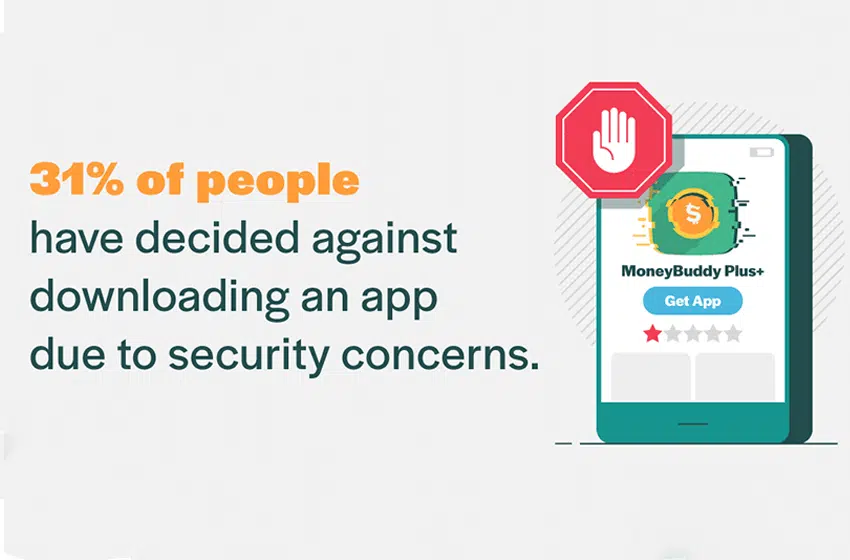 31% of people
have decided against
downloading an app
due to security concerns.
$
MoneyBuddy Plus+
Get App